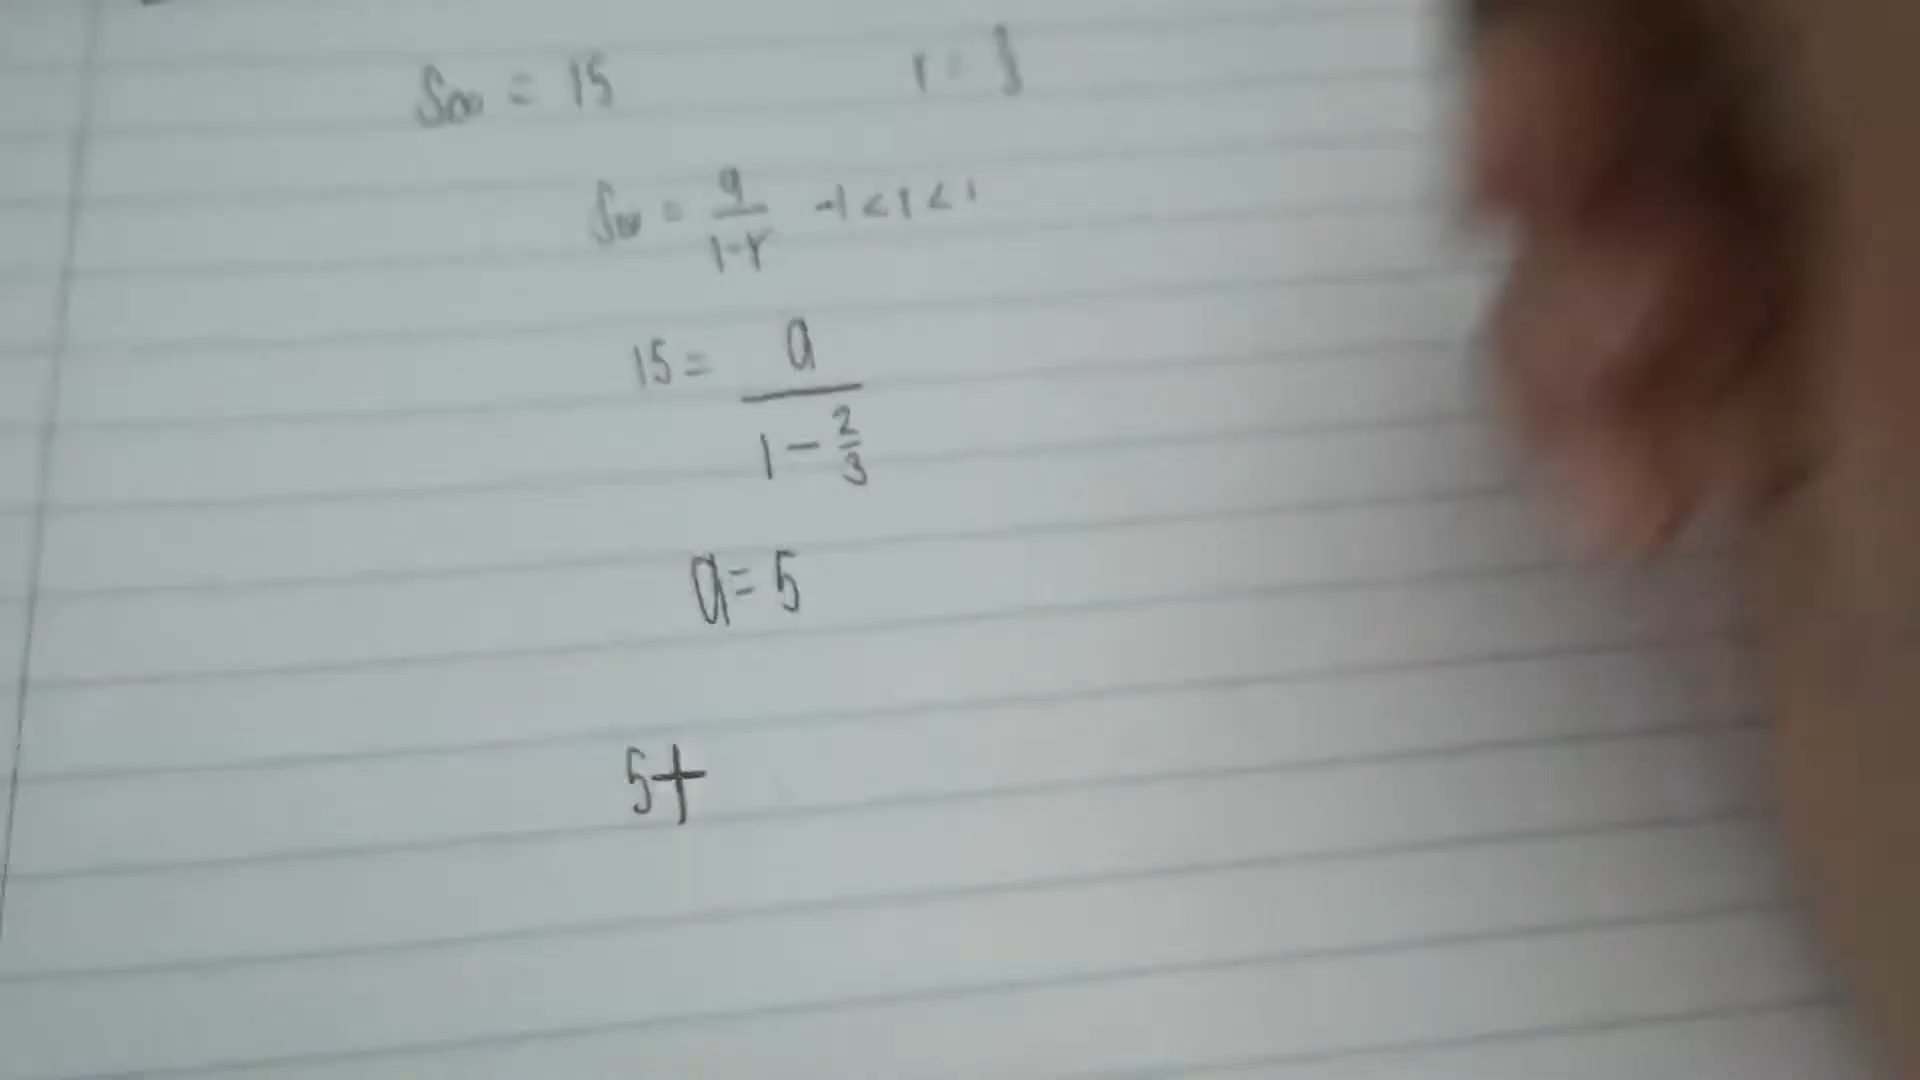 S∞ = 15
r =
S∞ = a/(1-r) -1<r<1
15 = a/(1 - 2/3)
a = 5
5+